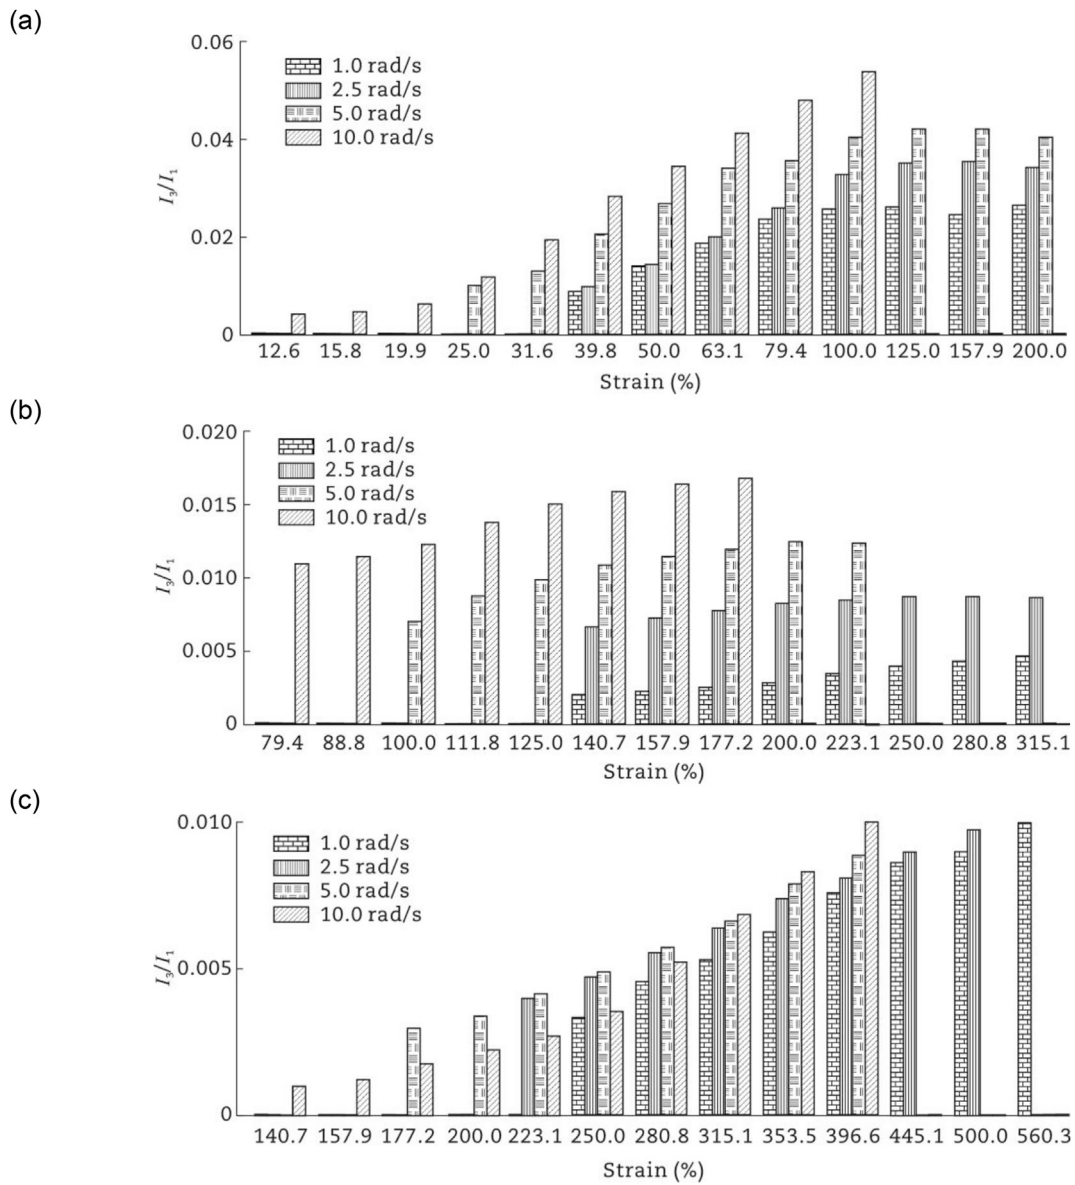 (a)
0.06
0.04
0.02
0
I₃/I₁
1.0 rad/s
2.5 rad/s
5.0 rad/s
10.0 rad/s
12.6 15.8 19.9 25.0 31.6 39.8 50.0 63.1 79.4 100.0 125.0 157.9 200.0
Strain (%)
(b)
0.020
0.015
0.010
0.005
0
I₃/I₁
1.0 rad/s
2.5 rad/s
5.0 rad/s
10.0 rad/s
79.4 88.8 100.0 111.8 125.0 140.7 157.9 177.2 200.0 223.1 250.0 280.8 315.1
Strain (%)
(c)
0.010
0.005
0
I₃/I₁
1.0 rad/s
2.5 rad/s
5.0 rad/s
10.0 rad/s
140.7 157.9 177.2 200.0 223.1 250.0 280.8 315.1 353.5 396.6 445.1 500.0 560.3
Strain (%)